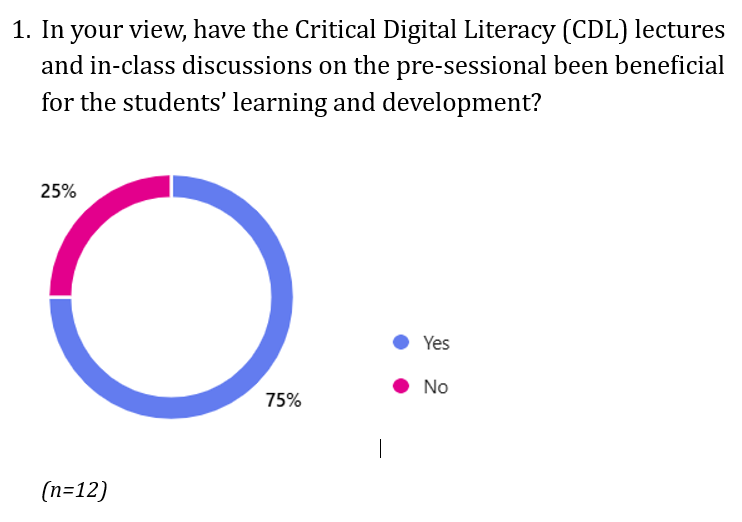 1. In your view, have the Critical Digital Literacy (CDL) lectures
and in-class discussions on the pre-sessional been beneficial
for the students’ learning and development?
25%
Yes
No
75%
(n=12)